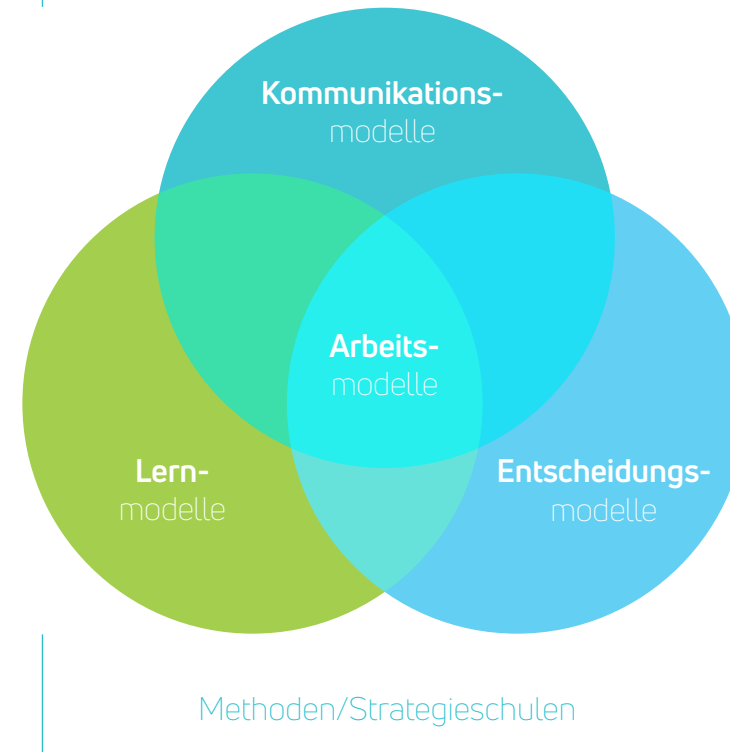 Kommunikations-
modelle
Arbeits-
modelle
Lern-
modelle
Entscheidungs-
modelle
Methoden/Strategieschulen